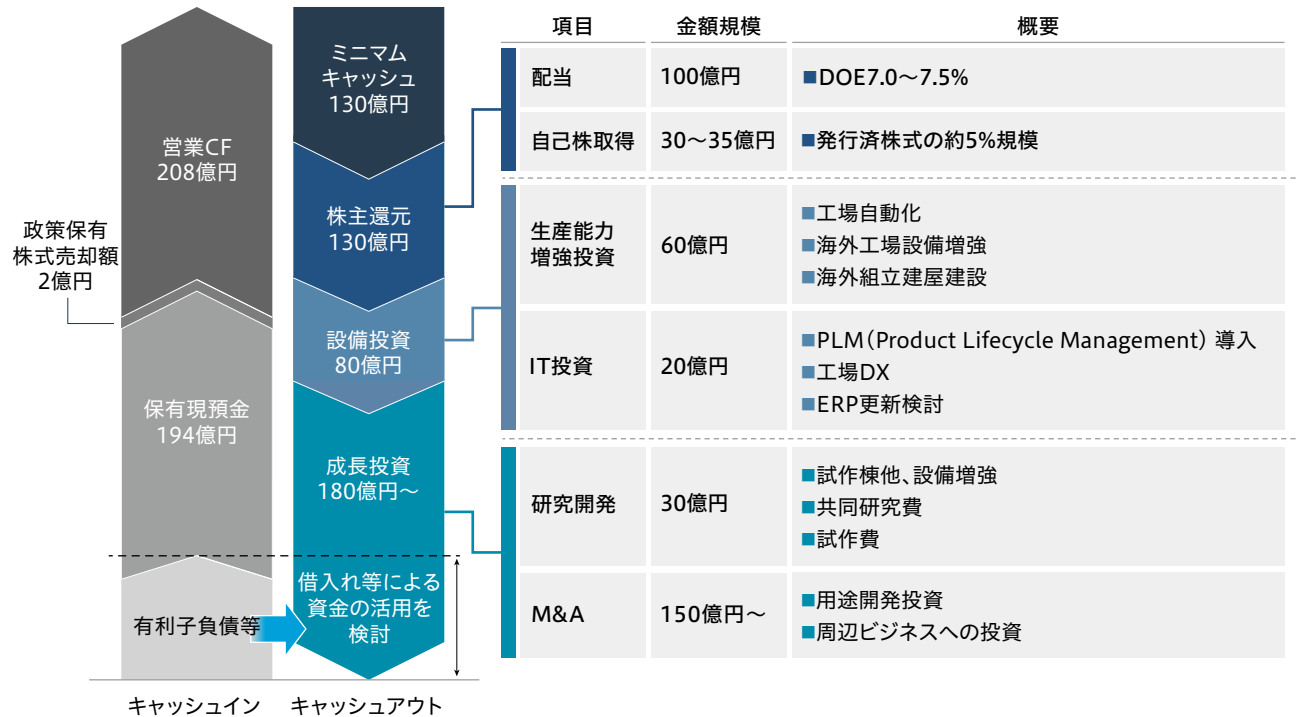 営業CF
208億円
政策保有
株式売却額
2億円
保有現預金
194億円
有利子負債等
キャッシュイン
ミニマム
キャッシュ
130億円
株主還元
130億円
設備投資
80億円
成長投資
180億円～
借入れ等による
資金の活用を
検討
キャッシュアウト
項目 金額規模 概要
配当 100億円 ■DOE7.0～7.5%
自己株取得 30～35億円 ■発行済株式の約5%規模
生産能力
増強投資
60億円
■工場自動化
■海外工場設備増強
■海外組立建屋建設
IT投資
20億円
■PLM（Product Lifecycle Management） 導入
■工場DX
■ERP更新検討
研究開発
30億円
■試作棟他、設備増強
■共同研究費
■試作費
M&A
150億円～
■用途開発投資
■周辺ビジネスへの投資